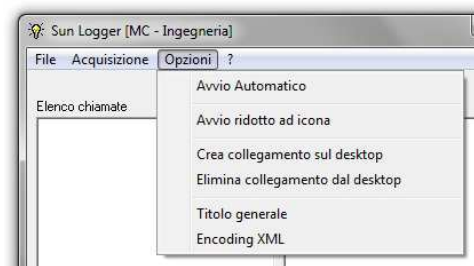 Sun Logger [MC - Ingegneria]
File Acquisizione Opzioni ?
Avvio Automatico
Elenco chiamate
Avvio ridotto ad icona
Crea collegamento sul desktop
Elimina collegamento dal desktop
Titolo generale
Encoding XML